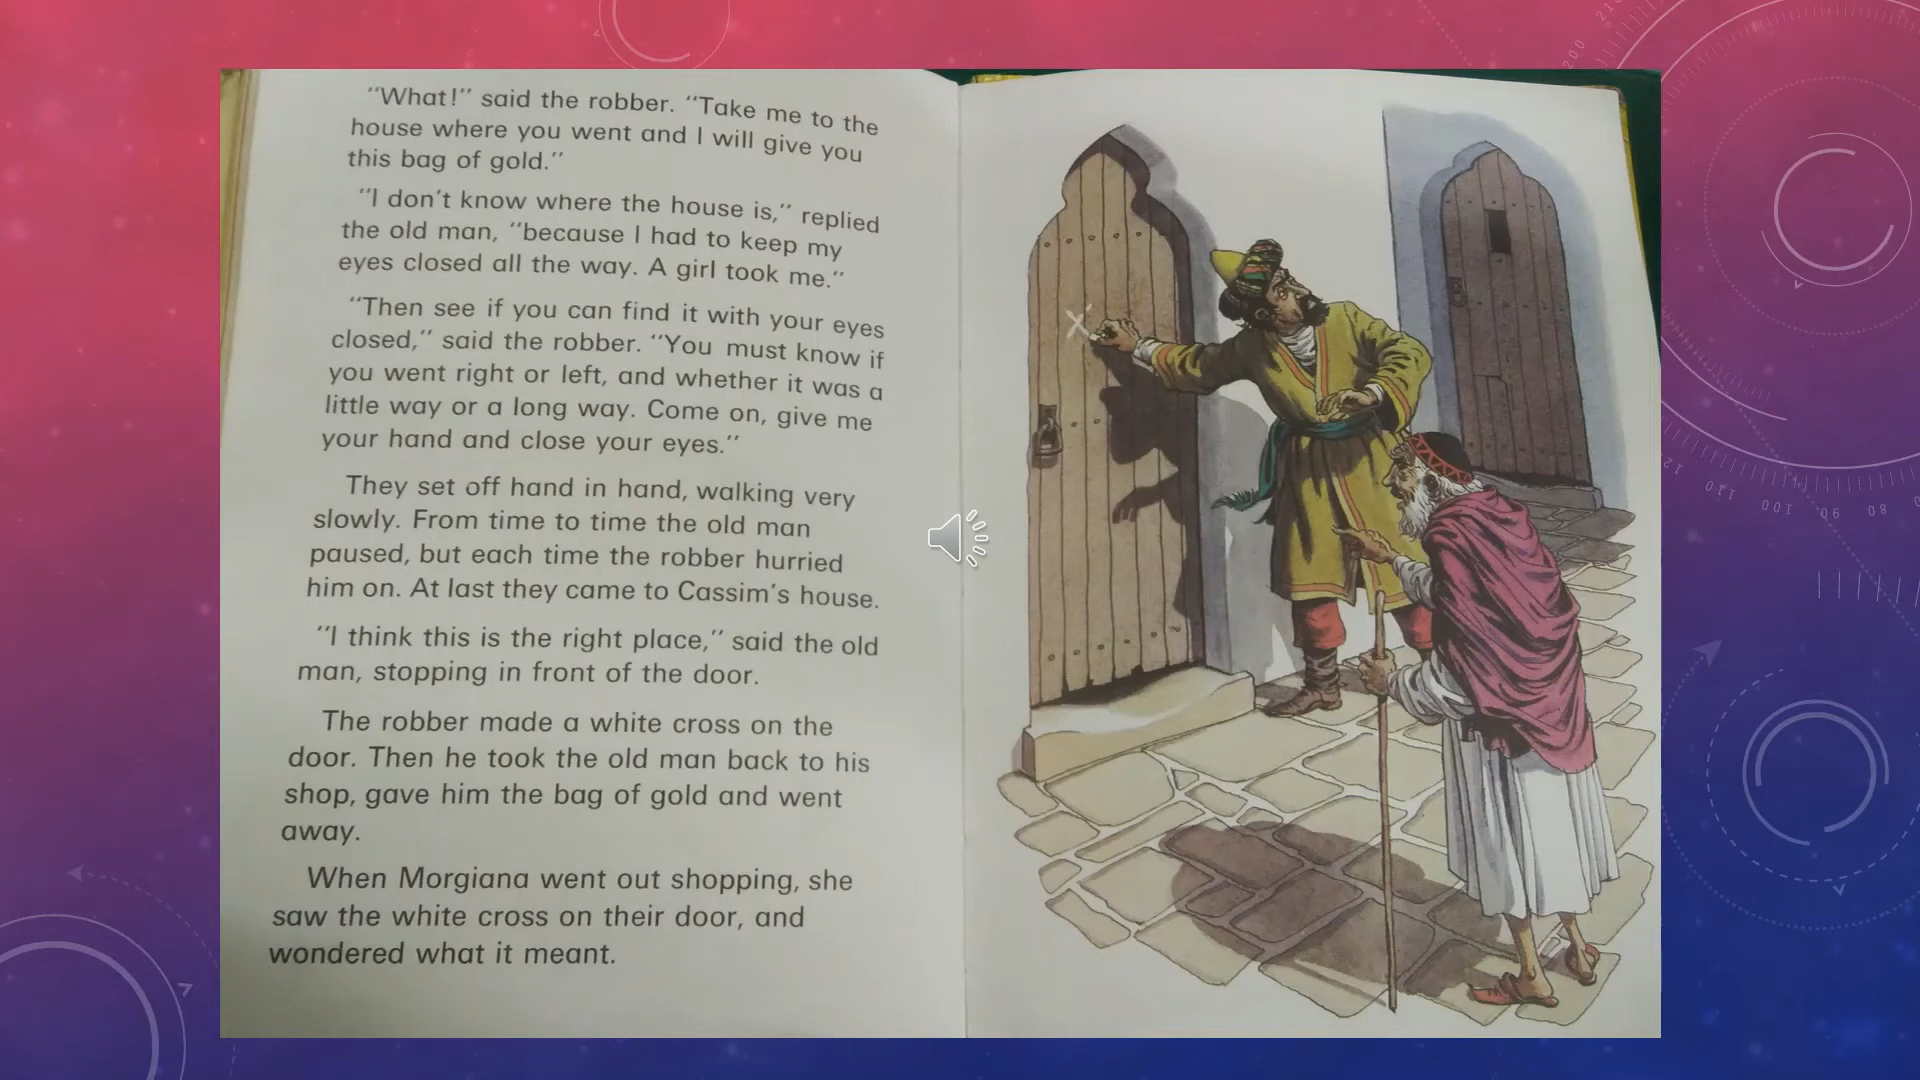 "What!" said the robber. "Take me to the
house where you went and I will give you
this bag of gold."
"I don't know where the house is," replied
the old man, "because I had to keep my
eyes closed all the way. A girl took me."
"Then see if you can find it with your eyes
closed," said the robber. "You must know if
you went right or left, and whether it was a
little way or a long way. Come on, give me
your hand and close your eyes."
They set off hand in hand, walking very
slowly. From time to time the old man
paused, but each time the robber hurried
him on. At last they came to Cassim's house.
"I think this is the right place," said the old
man, stopping in front of the door.
The robber made a white cross on the
door. Then he took the old man back to his
shop, gave him the bag of gold and went
away.
When Morgiana went out shopping, she
saw the white cross on their door, and
wondered what it meant.
210
200
120
110
100
90
80